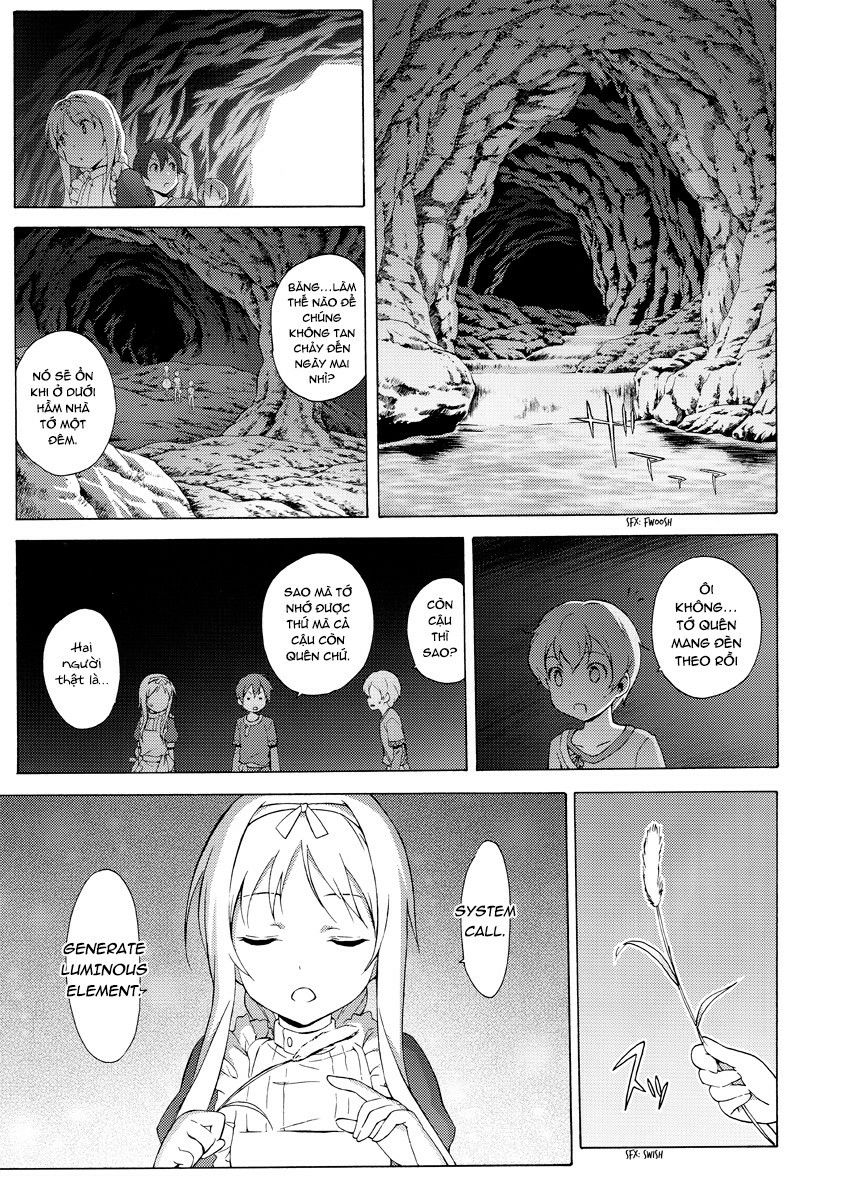 SFX: FWOOSH
BĂNG...LÀM
THẾ NÀO ĐỂ
CHÚNG
KHÔNG TAN
CHẢY ĐẾN
NGÀY MAI
NHỈ?
NÓ SẼ ỔN
KHI Ở DƯỚI
HẦM NHÀ
TỚ MỘT
ĐÊM.
ÔI
KHÔNG...
TỚ QUÊN
MANG ĐÈN
THEO RỒI
CÒN
CẬU
THÌ
SAO?
SAO MÀ TỚ
NHỚ ĐƯỢC
THỨ MÀ CẢ
CẬU CÒN
QUÊN CHỨ.
Hai
người
thật là...
SFX: SWISH
SYSTEM
CALL.
GENERATE
LUMINOUS
ELEMENT.